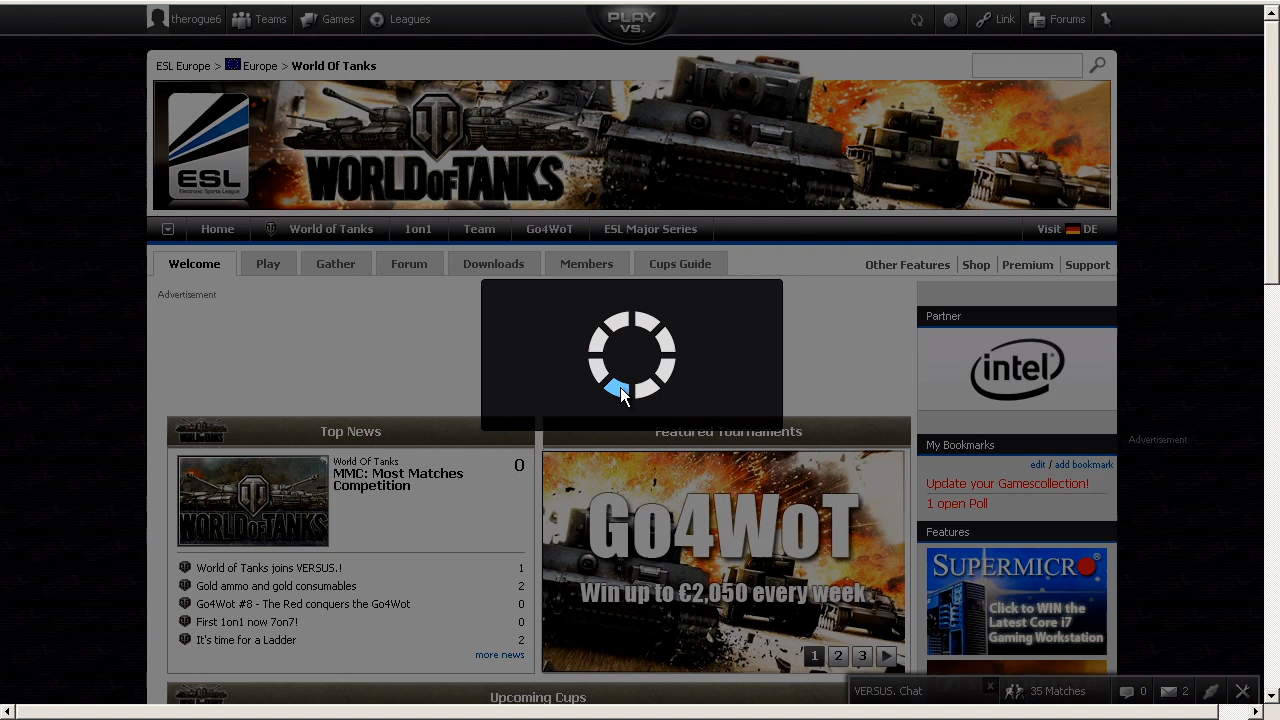 therogue6 Teams Games Leagues PLAY VS. Link Forums
ESL Europe > Europe > World Of Tanks
ESL
Electronic Sports League
WORLD OF TANKS
Home World of Tanks 1on1 Team Go4WoT ESL Major Series Visit DE
Welcome Play Gather Forum Downloads Members Cups Guide Other Features Shop Premium Support
Advertisement
Partner
intel
Top News
Featured Tournaments
My Bookmarks
Advertisement
edit / add bookmark
World Of Tanks 0
MMC: Most Matches
Competition
WORLD OF TANKS
Update your Gamescollection!
1 open Poll
Go4WoT
Win up to €2,050 every week
Features
SUPERMICRO®
Click to WIN the
Latest Core i7
Gaming Workstation
World of Tanks joins VERSUS.! 1
Gold ammo and gold consumables 2
Go4Wot #8 - The Red conquers the Go4Wot 0
First 1on1 now 7on7! 0
It's time for a Ladder 2
more news
1 2 3
Upcoming Cups
VERSUS. Chat x 35 Matches 0 2